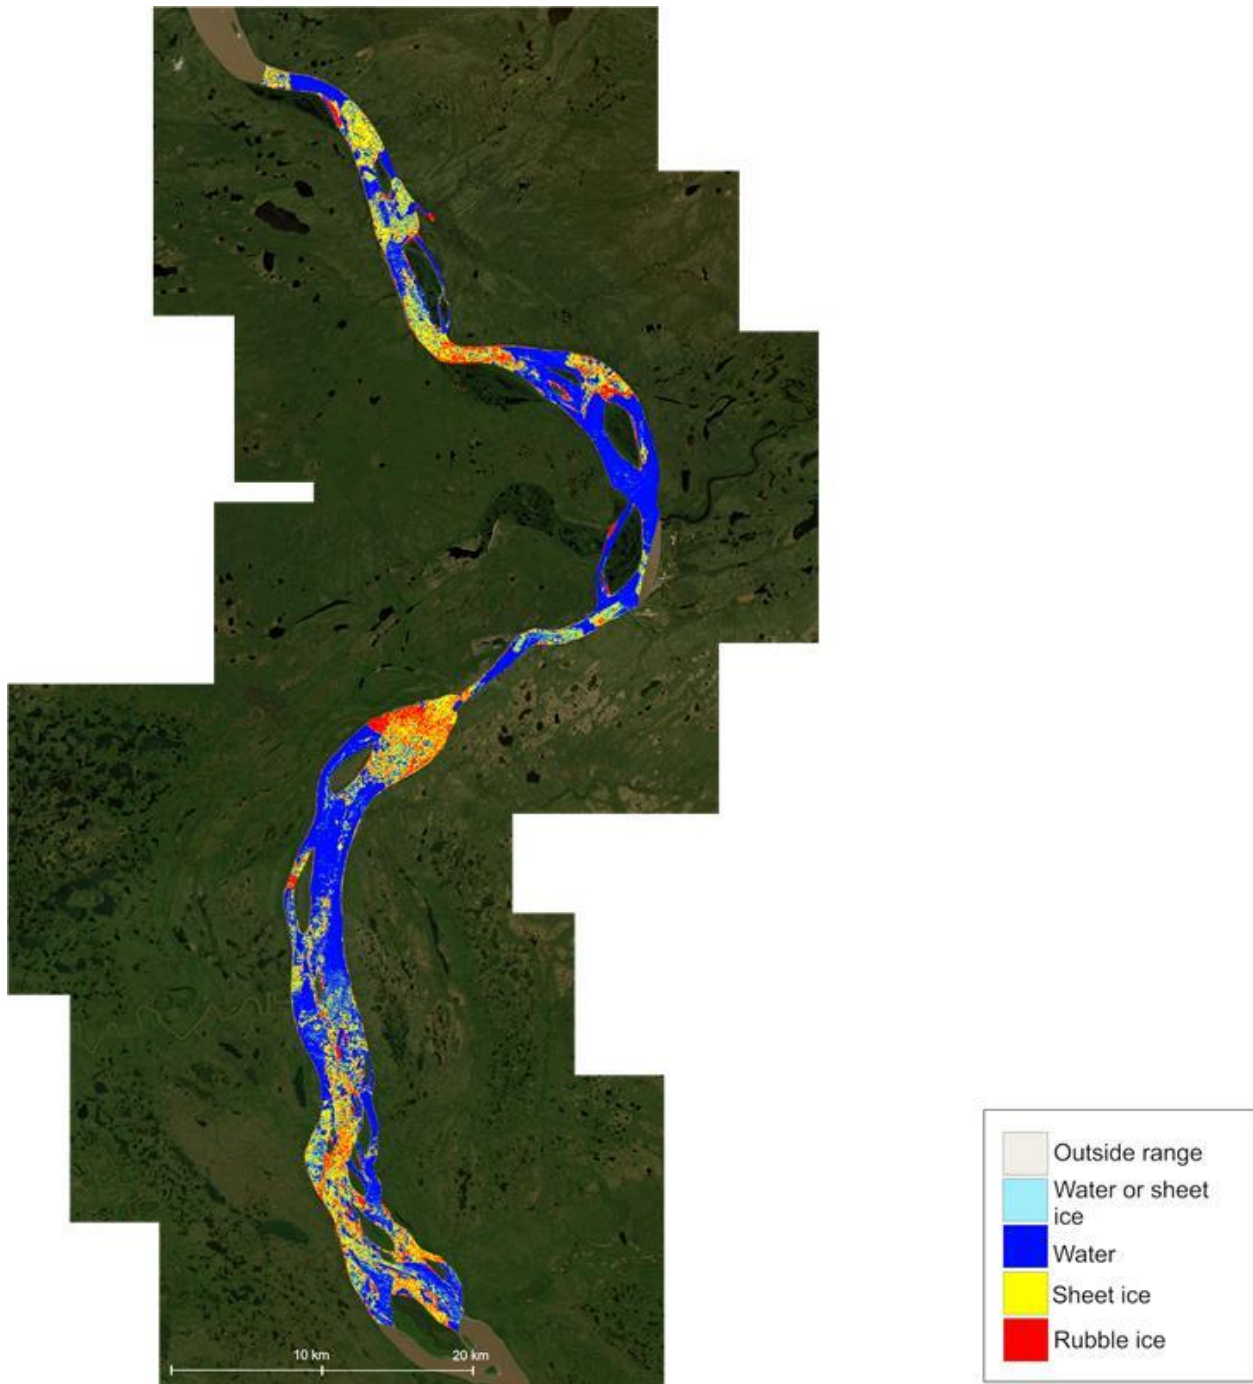 Outside range
Water or sheet
ice
Water
Sheet ice
Rubble ice
10 km
20 km